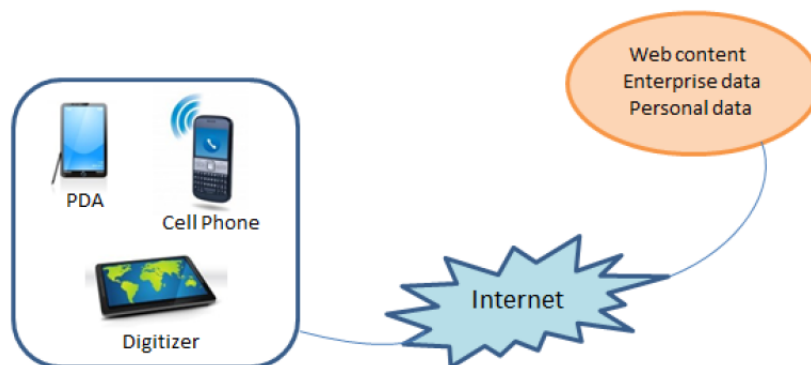 Web content
Enterprise data
Personal data
PDA
Cell Phone
Digitizer
Internet